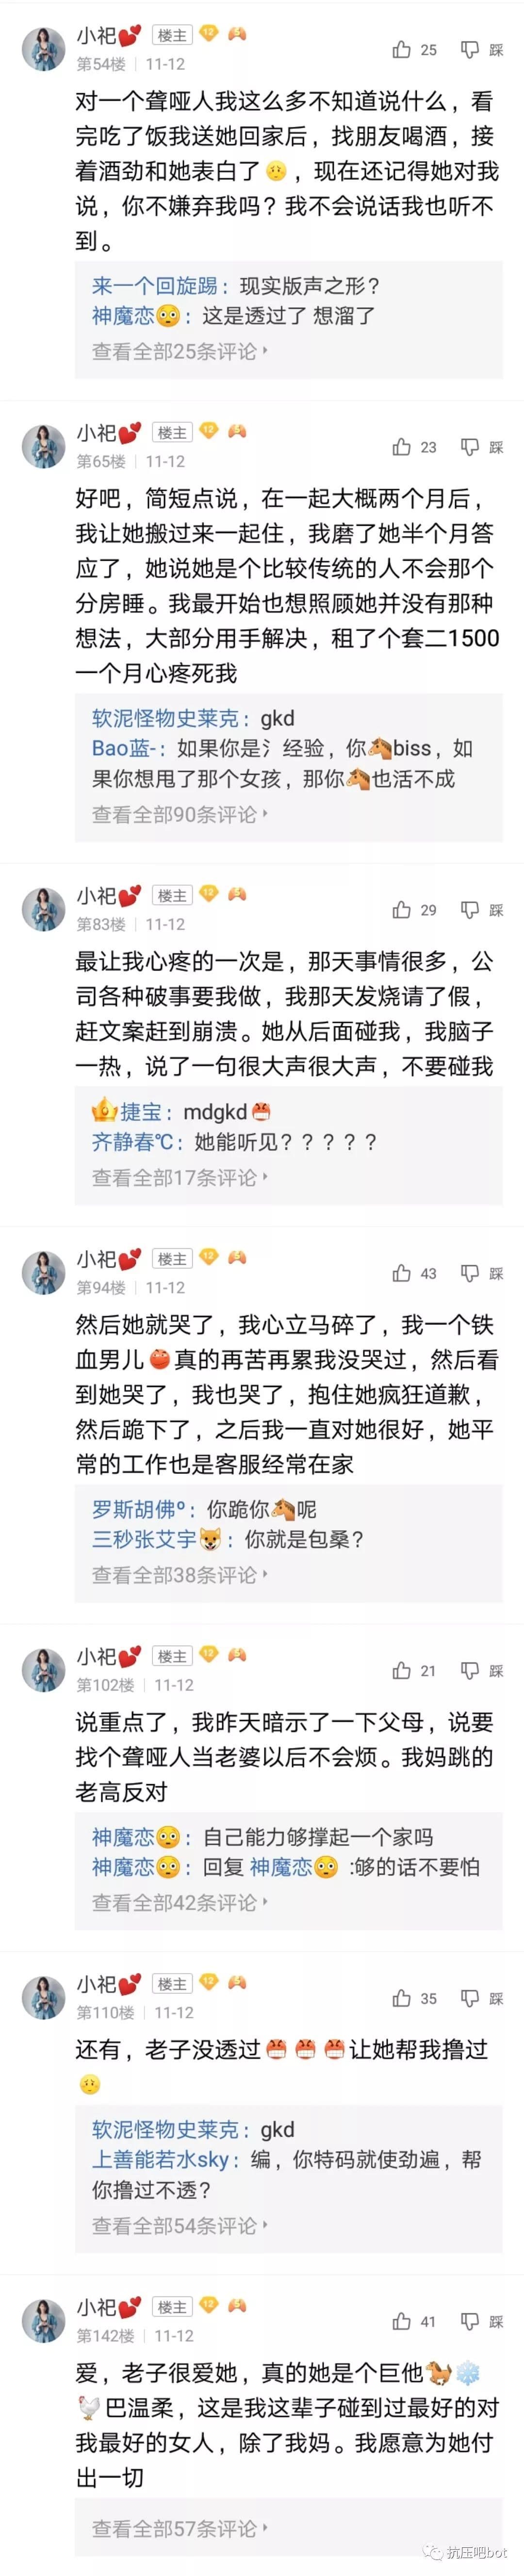 小祀💕 楼主 12 5 25 踩
第54楼 | 11-12
对一个聋哑人我这么多不知道说什么，看
完吃了饭我送她回家后，找朋友喝酒，接
着酒劲和她表白了😟，现在还记得她对我
说，你不嫌弃我吗？我不会说话我也听不
到。
来一个回旋踢：现实版声之形？
神魔恋😳：这是透过了 想溜了
查看全部25条评论
小祀💕 楼主 12 5 23 踩
第65楼 | 11-12
好吧，简短点说，在一起大概两个月后，
我让她搬过来一起住，我磨了她半个月答
应了，她说她是个比较传统的人不会那个
分房睡。我最开始也想照顾她并没有那种
想法，大部分用手解决，租了个套二1500
一个月心疼死我
软泥怪物史莱克：gkd
Bao蓝-：如果你是氵经验，你🐴biss，如
果你想甩了那个女孩，那你🐴也活不成
查看全部90条评论
小祀💕 楼主 12 5 29 踩
第83楼 | 11-12
最让我心疼的一次是，那天事情很多，公
司各种破事要我做，我那天发烧请了假，
赶文案赶到崩溃。她从后面碰我，我脑子
一热，说了一句很大声很大声，不要碰我
捷宝：mdgkd
齐静春℃：她能听见？？？？？
查看全部17条评论
小祀💕 楼主 12 5 43 踩
第94楼 | 11-12
然后她就哭了，我心立马碎了，我一个铁
血男儿真的再苦再累我没哭过，然后看
到她哭了，我也哭了，抱住她疯狂道歉，
然后跪下了，之后我一直对她很好，她平
常的工作也是客服经常在家
罗斯胡佛º：你跪你🐴呢
三秒张艾宇：你就是包桑？
查看全部38条评论
小祀💕 楼主 12 5 21 踩
第102楼 | 11-12
说重点了，我昨天暗示了一下父母，说要
找个聋哑人当老婆以后不会烦。我妈跳的
老高反对
神魔恋😳：自己能力够撑起一个家吗
神魔恋😳：回复 神魔恋😳 :够的话不要怕
查看全部42条评论
小祀💕 楼主 12 5 35 踩
第110楼 | 11-12
还有，老子没透过让她帮我撸过
😟
软泥怪物史莱克：gkd
上善能若水sky：编，你特码就使劲遍，帮
你撸过不透？
查看全部54条评论
小祀💕 楼主 12 5 41 踩
第142楼 | 11-12
爱，老子很爱她，真的她是个巨他🐎❄️
🐓巴温柔，这是我这辈子碰到过最好的对
我最好的女人，除了我妈。我愿意为她付
出一切
查看全部57条评论
抗压吧bot